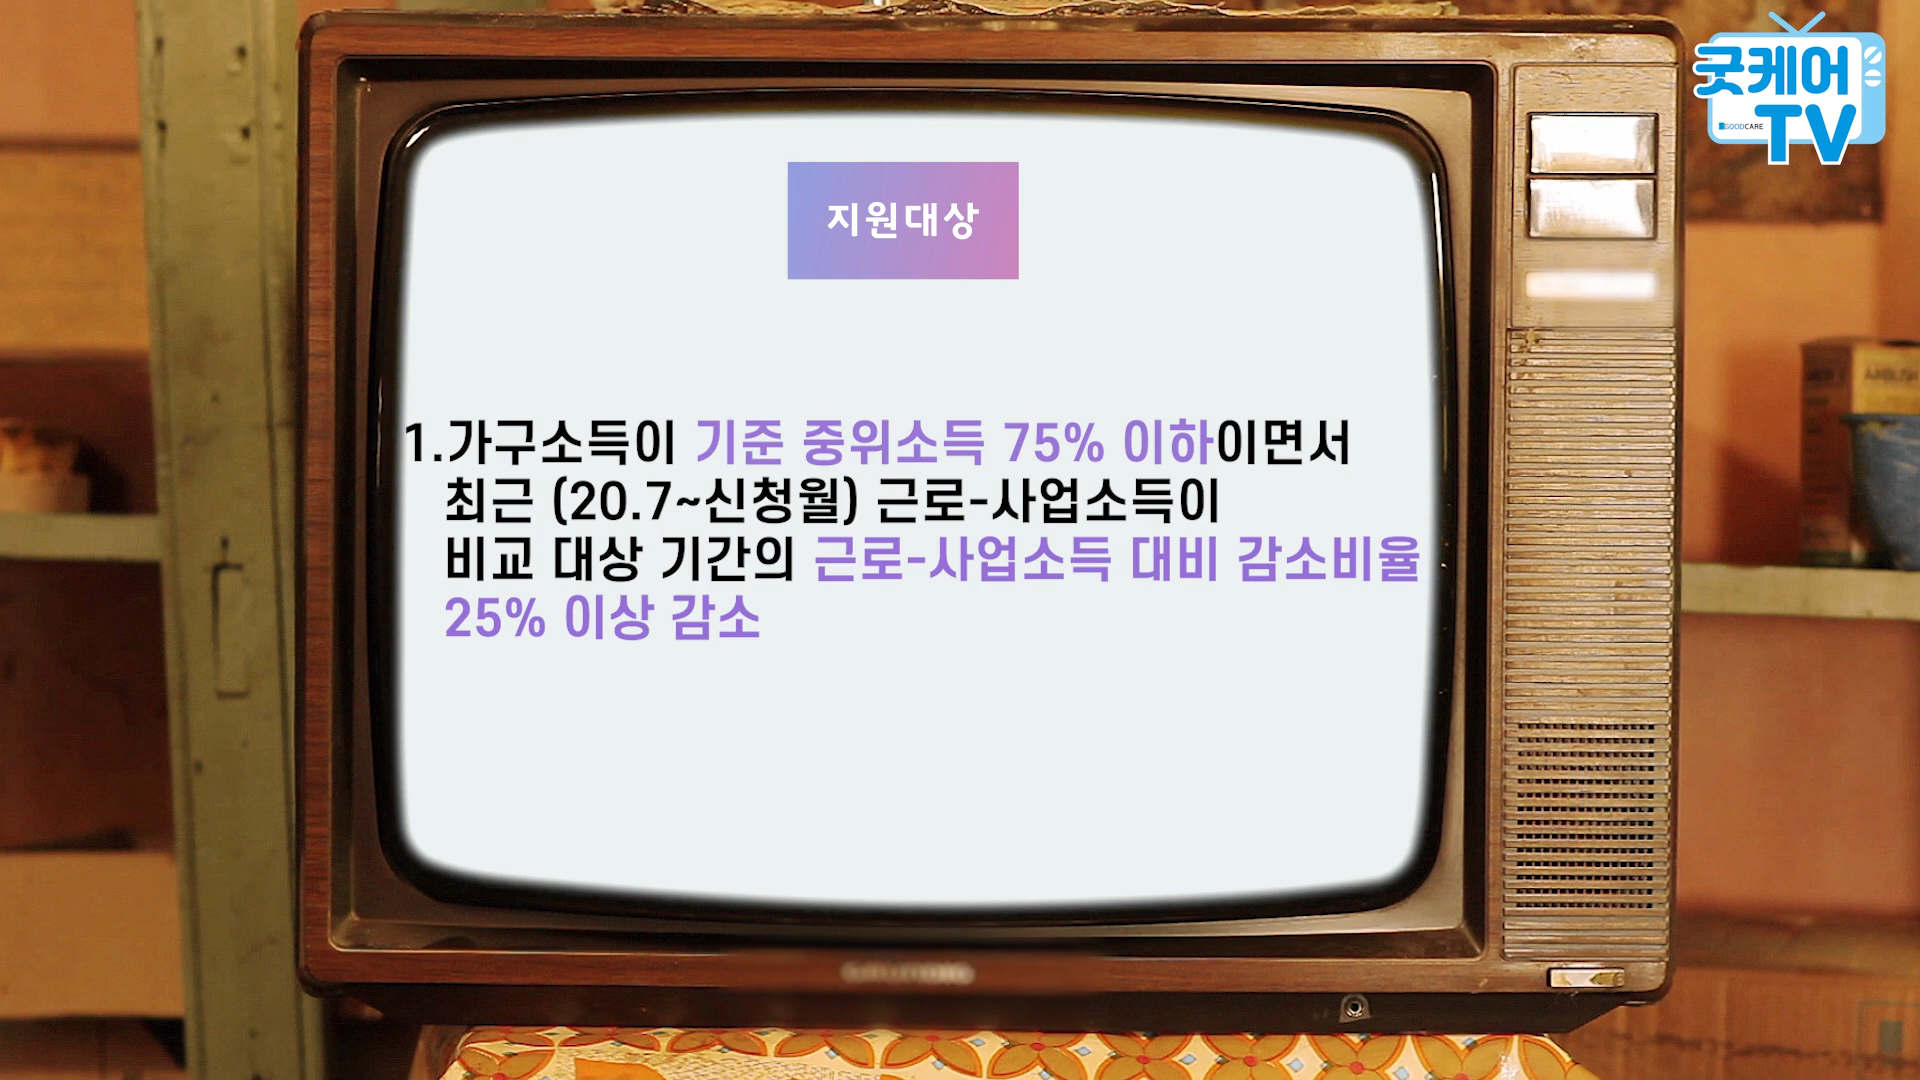 굿케어
TV
GOODCARE
지원대상
1.가구소득이 기준 중위소득 75% 이하이면서
최근 (20.7~신청월) 근로-사업소득이
비교 대상 기간의 근로-사업소득 대비 감소비율
25% 이상 감소